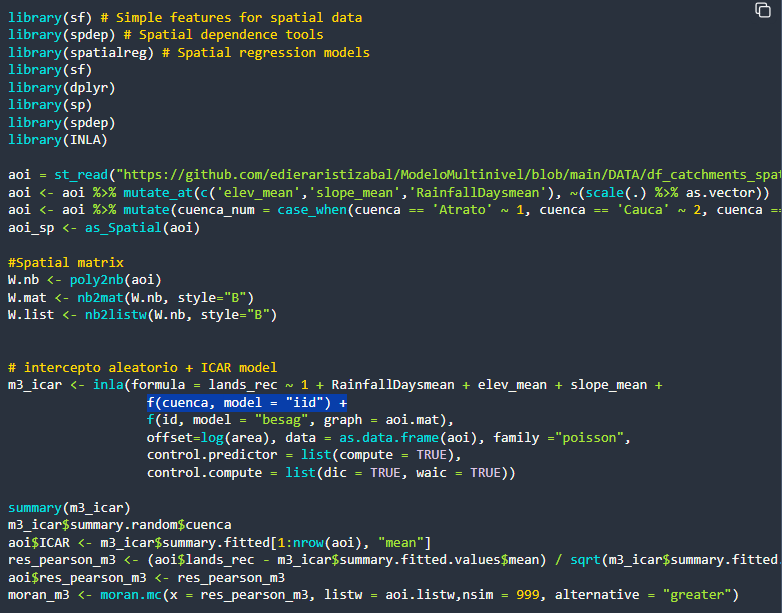 library(sf) # Simple features for spatial data
library(spdep) # Spatial dependence tools
library(spatialreg) # Spatial regression models
library(sf)
library(dplyr)
library(sp)
library(spdep)
library(INLA)
aoi = st_read("https://github.com/edieraristizabal/ModeloMultinivel/blob/main/DATA/df_catchments_spat
aoi <- aoi %>% mutate_at(c('elev_mean','slope_mean','RainfallDaysmean'), ~(scale(.) %>% as.vector))
aoi <- aoi %>% mutate(cuenca_num = case_when(cuenca == 'Atrato' ~ 1, cuenca == 'Cauca' ~ 2, cuenca ==
aoi_sp <- as_Spatial(aoi)
#Spatial matrix
W.nb <- poly2nb(aoi)
W.mat <- nb2mat(W.nb, style="B")
W.list <- nb2listw(W.nb, style="B")
# intercepto aleatorio + ICAR model
m3_icar <- inla(formula = lands_rec ~ 1 + RainfallDaysmean + elev_mean + slope_mean +
f(cuenca, model = "iid") +
f(id, model = "besag", graph = aoi.mat),
offset=log(area), data = as.data.frame(aoi), family ="poisson",
control.predictor = list(compute = TRUE),
control.compute = list(dic = TRUE, waic = TRUE))
summary(m3_icar)
m3_icar$summary.random$cuenca
aoi$ICAR <- m3_icar$summary.fitted[1:nrow(aoi), "mean"]
res_pearson_m3 <- (aoi$lands_rec - m3_icar$summary.fitted.values$mean) / sqrt(m3_icar$summary.fitted.
aoi$res_pearson_m3 <- res_pearson_m3
moran_m3 <- moran.mc(x = res_pearson_m3, listw = aoi.listw,nsim = 999, alternative = "greater")